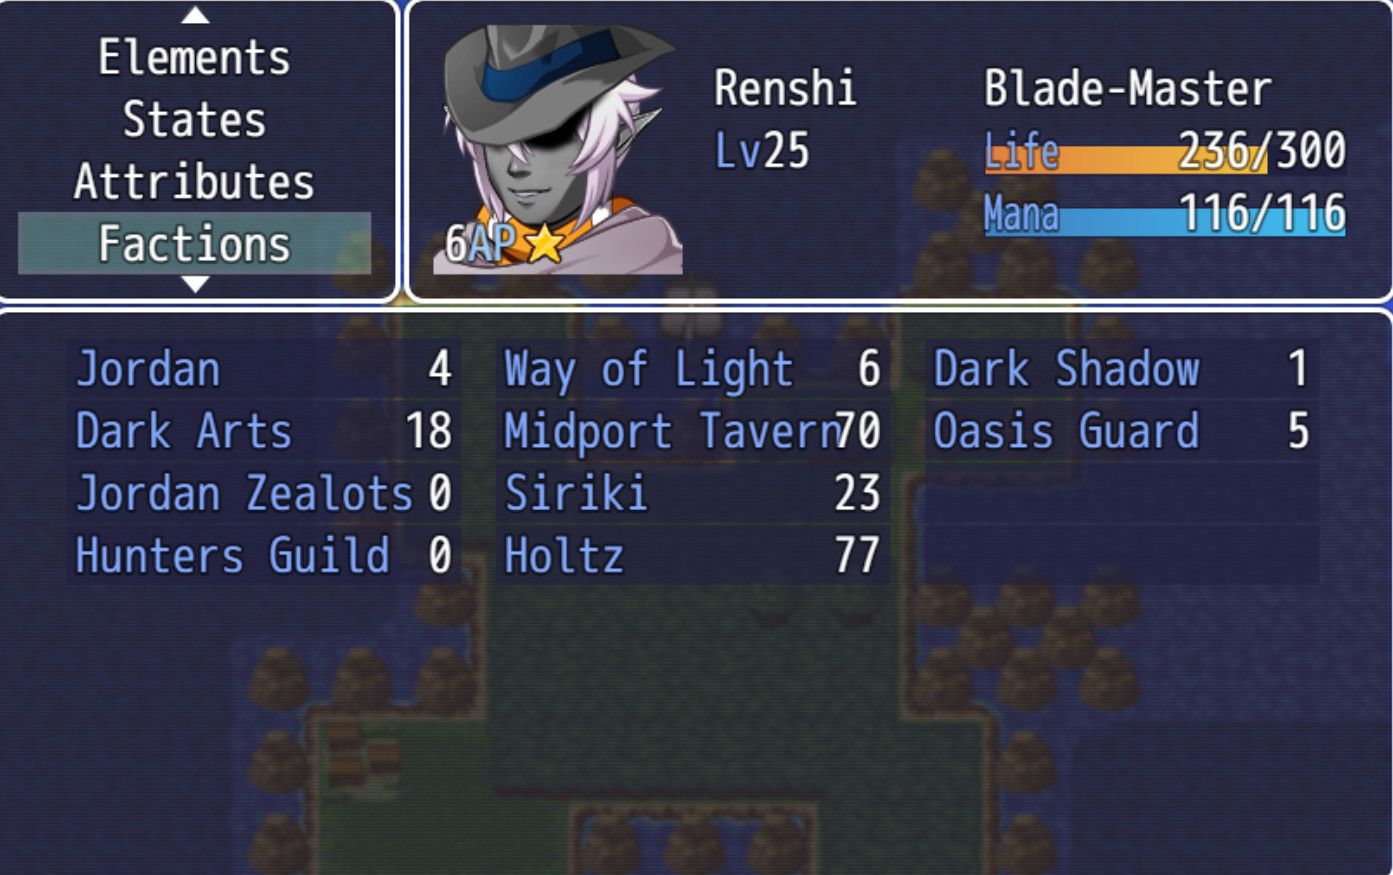 Elements
States
Attributes
Factions
Renshi
Blade-Master
Lv25
Life 236/300
Mana 116/116
6AP
Jordan 4
Way of Light 6
Dark Shadow 1
Dark Arts 18
Midport Tavern 70
Oasis Guard 5
Jordan Zealots 0
Siriki 23
Hunters Guild 0
Holtz 77